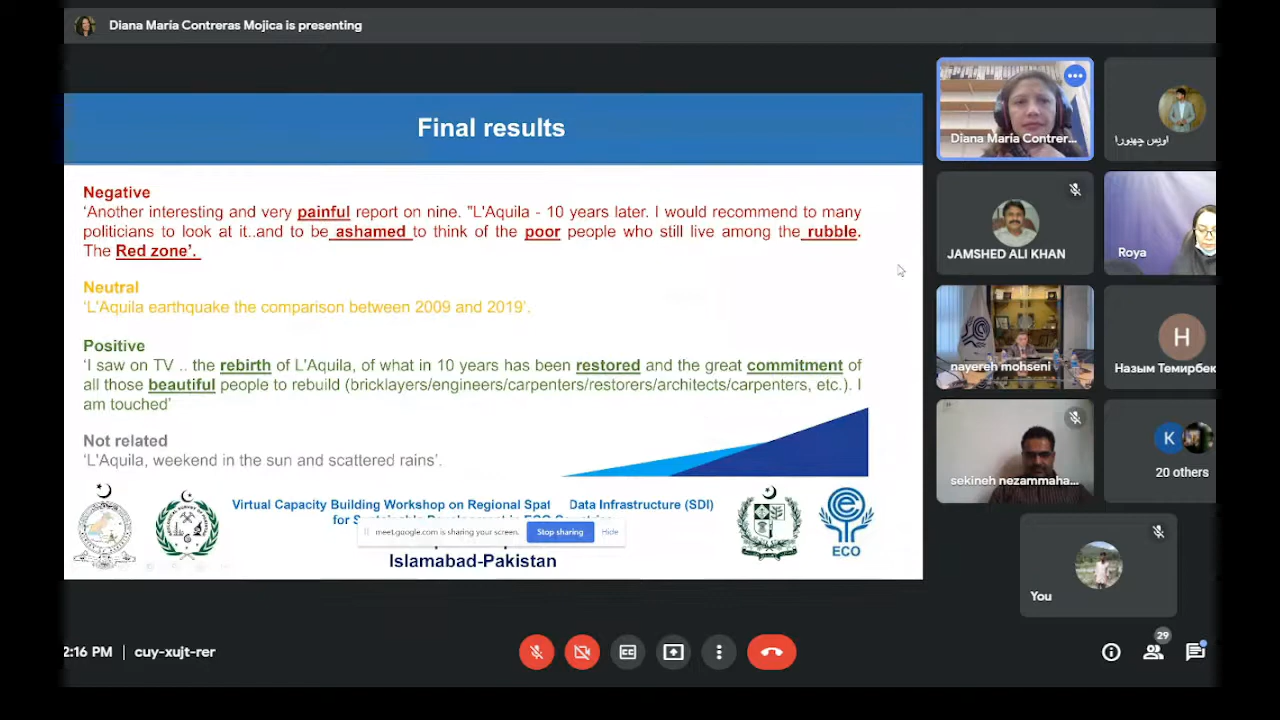 Diana María Contreras Mojica is presenting
Final results
Negative
‘Another interesting and very painful report on nine. "L'Aquila - 10 years later. I would recommend to many
politicians to look at it..and to be ashamed to think of the poor people who still live among the rubble.
The Red zone’.
Neutral
‘L'Aquila earthquake the comparison between 2009 and 2019’.
Positive
‘I saw on TV .. the rebirth of L'Aquila, of what in 10 years has been restored and the great commitment of
all those beautiful people to rebuild (bricklayers/engineers/carpenters/restorers/architects/carpenters, etc.). I
am touched’
Not related
‘L'Aquila, weekend in the sun and scattered rains’.
Virtual Capacity Building Workshop on Regional Spat Data Infrastructure (SDI)
for
meet.google.com is sharing your screen.
Stop sharing
Hide
Islamabad-Pakistan
ECO
Diana María Contrer...
اویس چهبورا
JAMSHED ALI KHAN
Roya
nayereh mohseni
H
Назым Темирбек
sekineh nezammaha...
K
20 others
You
2:16 PM | cuy-xujt-rer
29